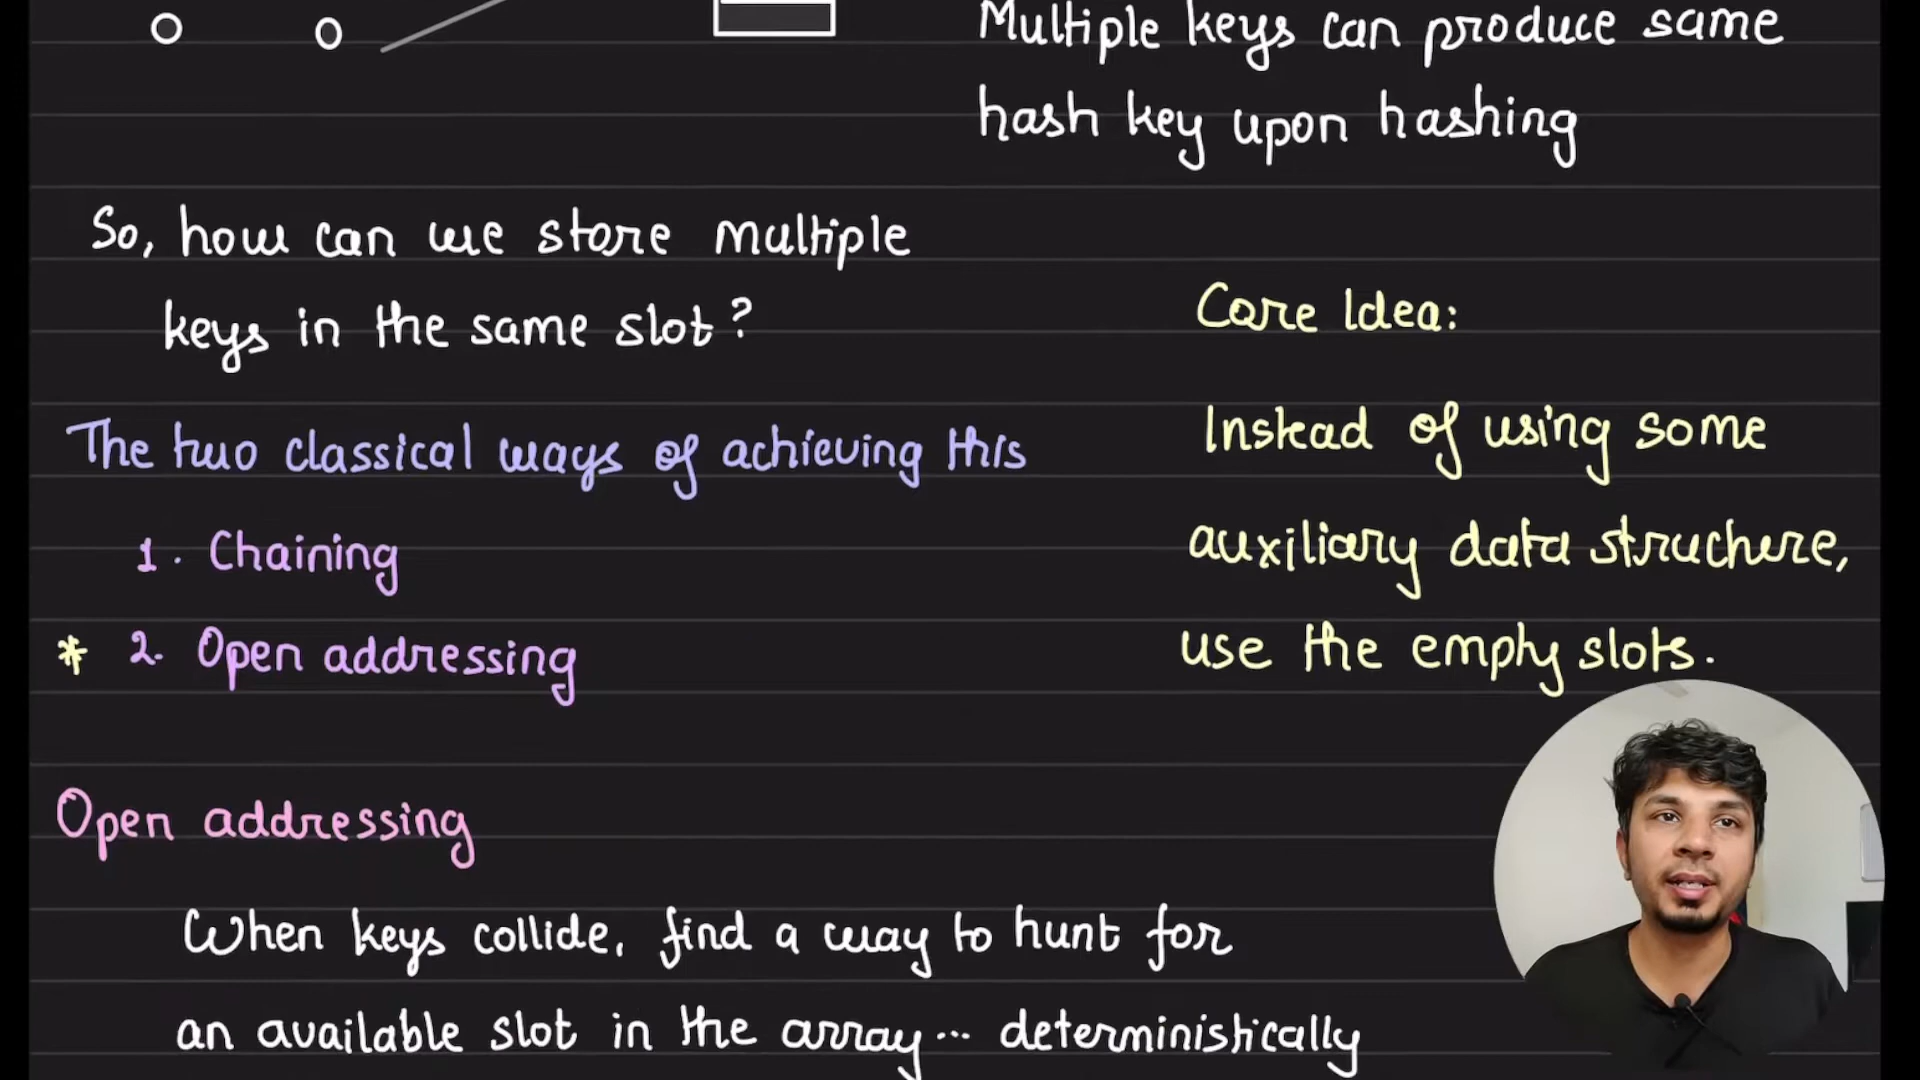 Multiple keys can produce same
hash key upon hashing
So, how can we store multiple
keys in the same slot?
Core Idea:
Instead of using some
auxiliary data structure,
use the empty slots.
The two classical ways of achieving this
1. Chaining
* 2. Open addressing
Open addressing
When keys collide, find a way to hunt for
an available slot in the array... deterministically